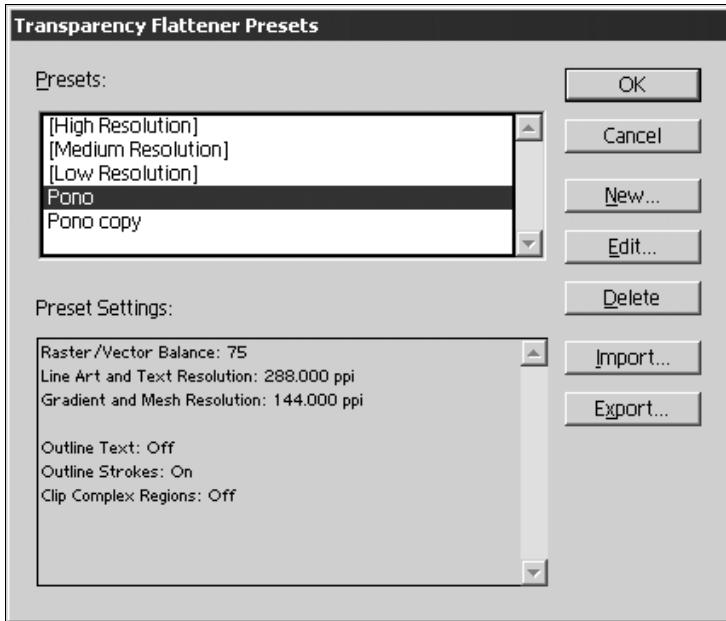 Transparency Flattener Presets
Presets:
[High Resolution]
[Medium Resolution]
[Low Resolution]
Pono
Pono copy
OK
Cancel
New...
Edit...
Delete
Import...
Export...
Preset Settings:
Raster/Vector Balance: 75
Line Art and Text Resolution: 288.000 ppi
Gradient and Mesh Resolution: 144.000 ppi
Outline Text: Off
Outline Strokes: On
Clip Complex Regions: Off